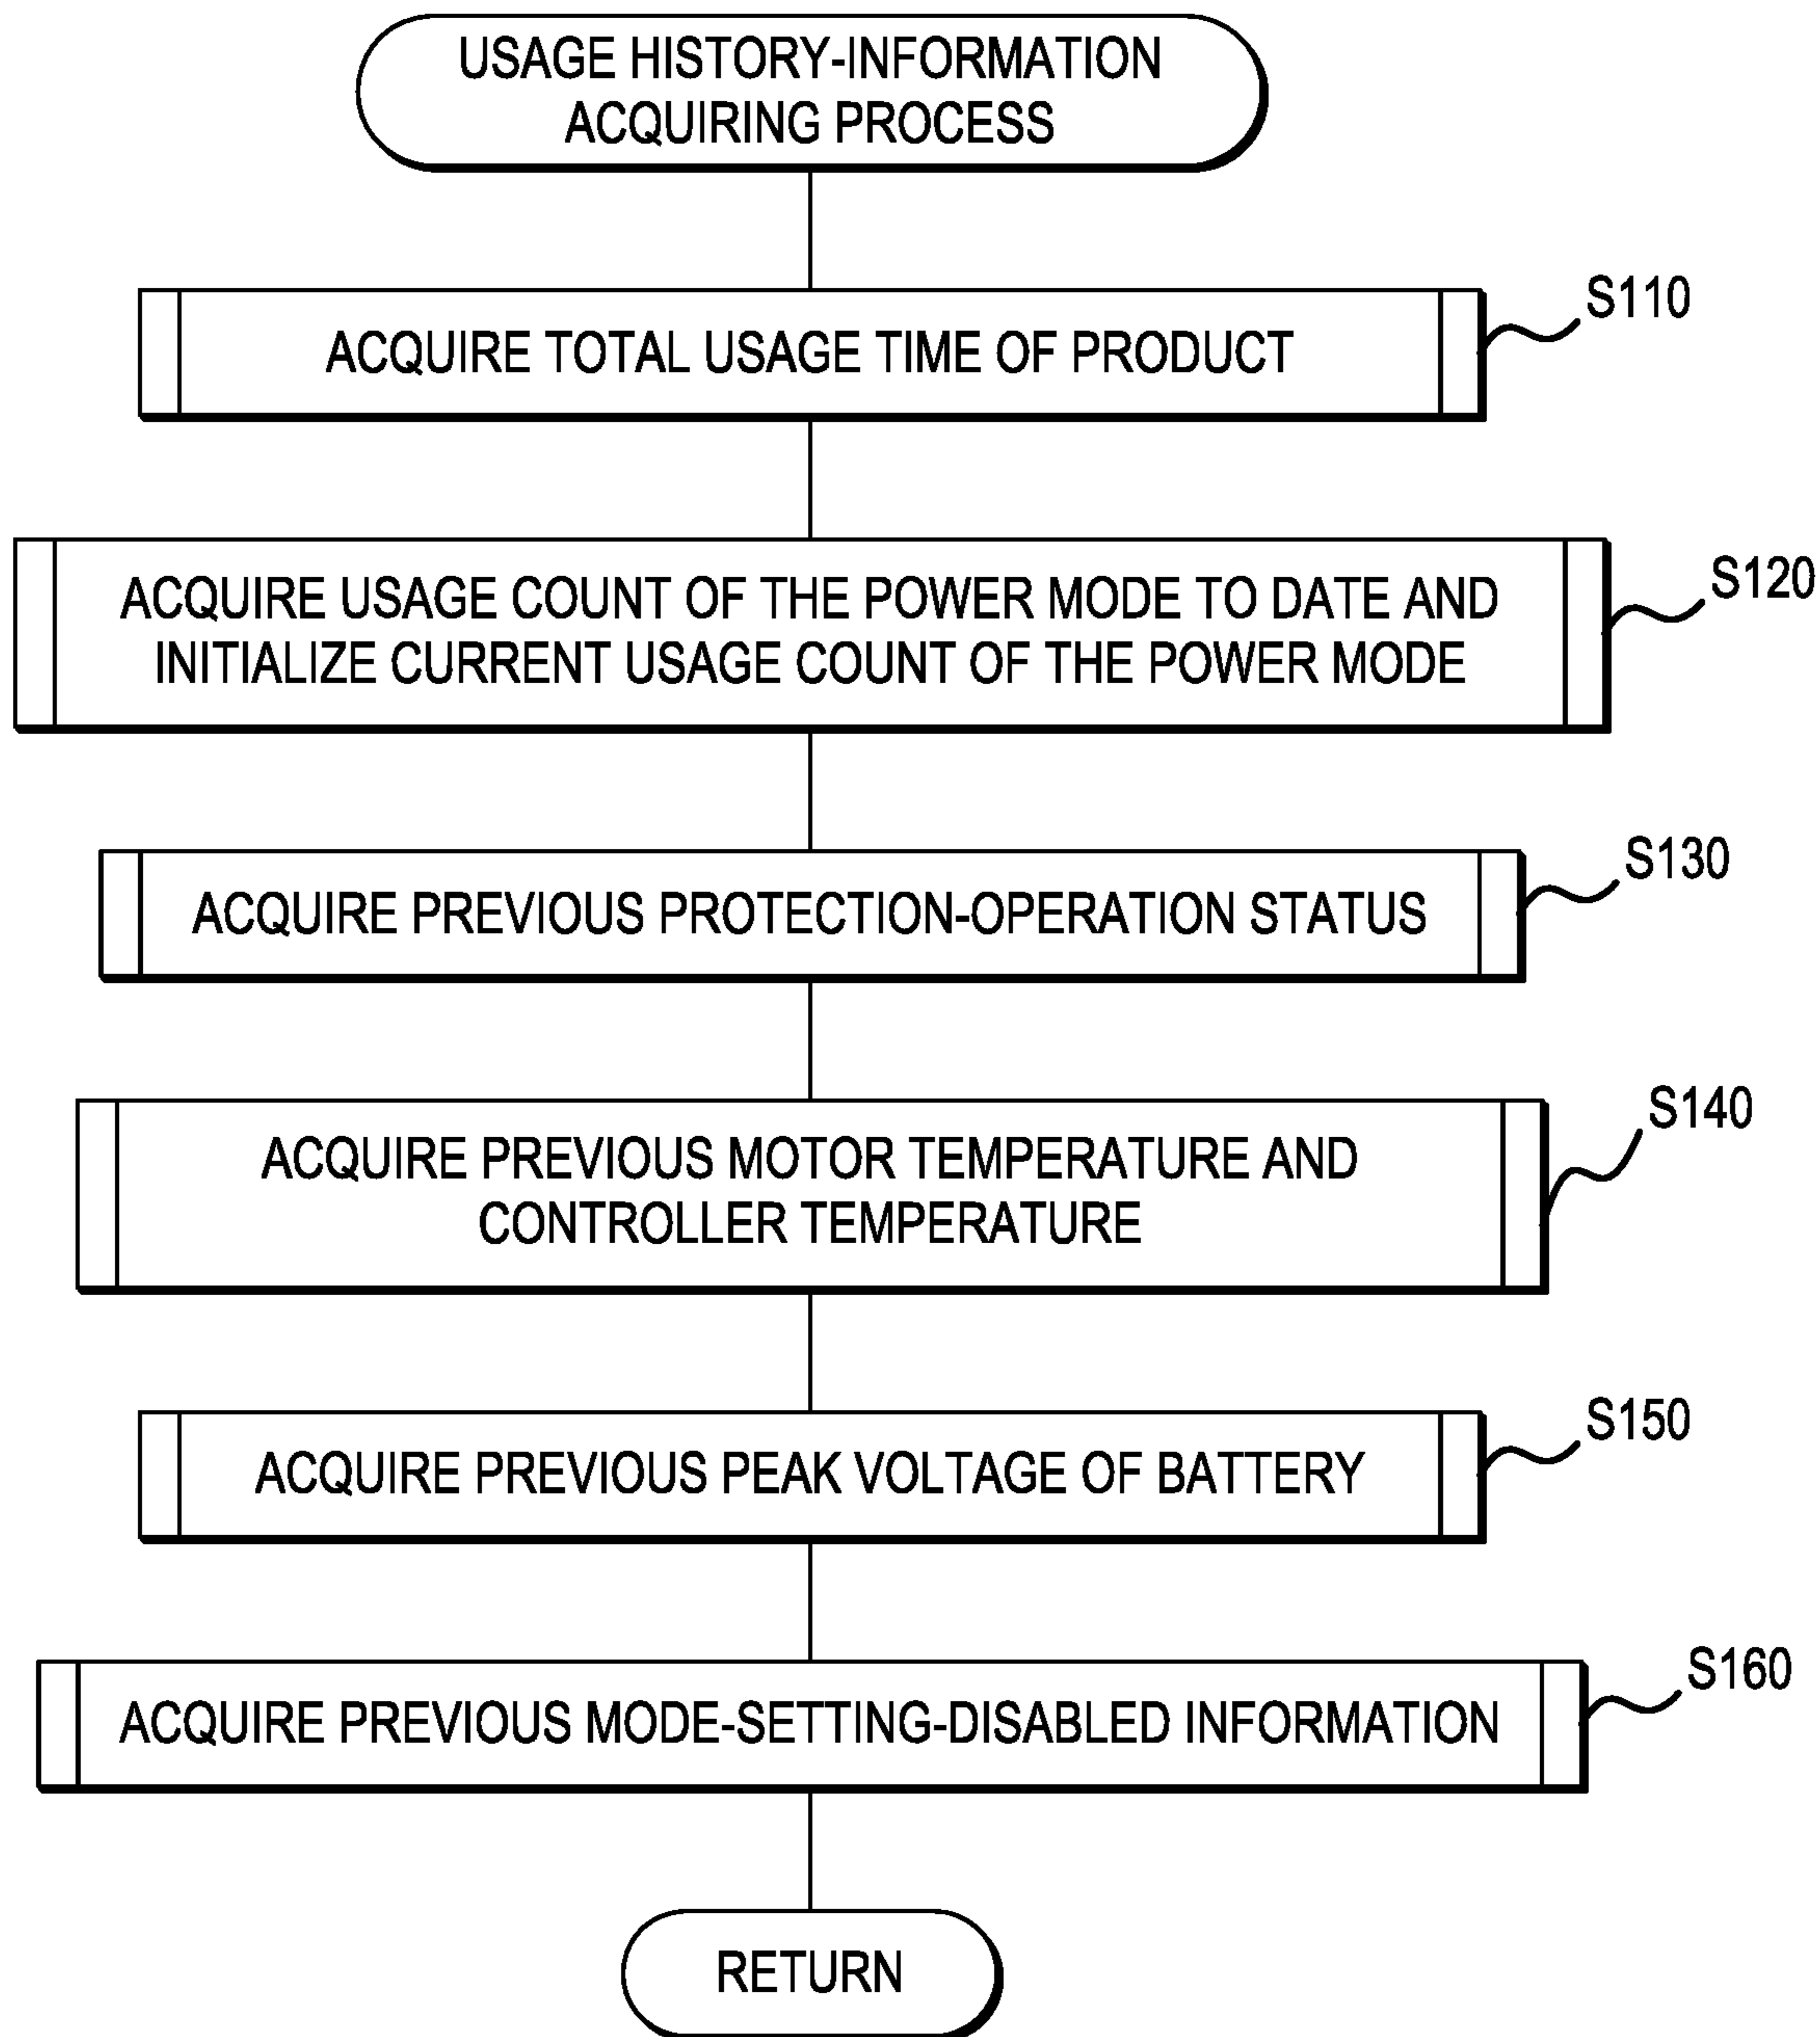 USAGE HISTORY-INFORMATION
ACQUIRING PROCESS
S110
ACQUIRE TOTAL USAGE TIME OF PRODUCT
S120
ACQUIRE USAGE COUNT OF THE POWER MODE TO DATE AND
INITIALIZE CURRENT USAGE COUNT OF THE POWER MODE
S130
ACQUIRE PREVIOUS PROTECTION-OPERATION STATUS
S140
ACQUIRE PREVIOUS MOTOR TEMPERATURE AND
CONTROLLER TEMPERATURE
S150
ACQUIRE PREVIOUS PEAK VOLTAGE OF BATTERY
S160
ACQUIRE PREVIOUS MODE-SETTING-DISABLED INFORMATION
RETURN